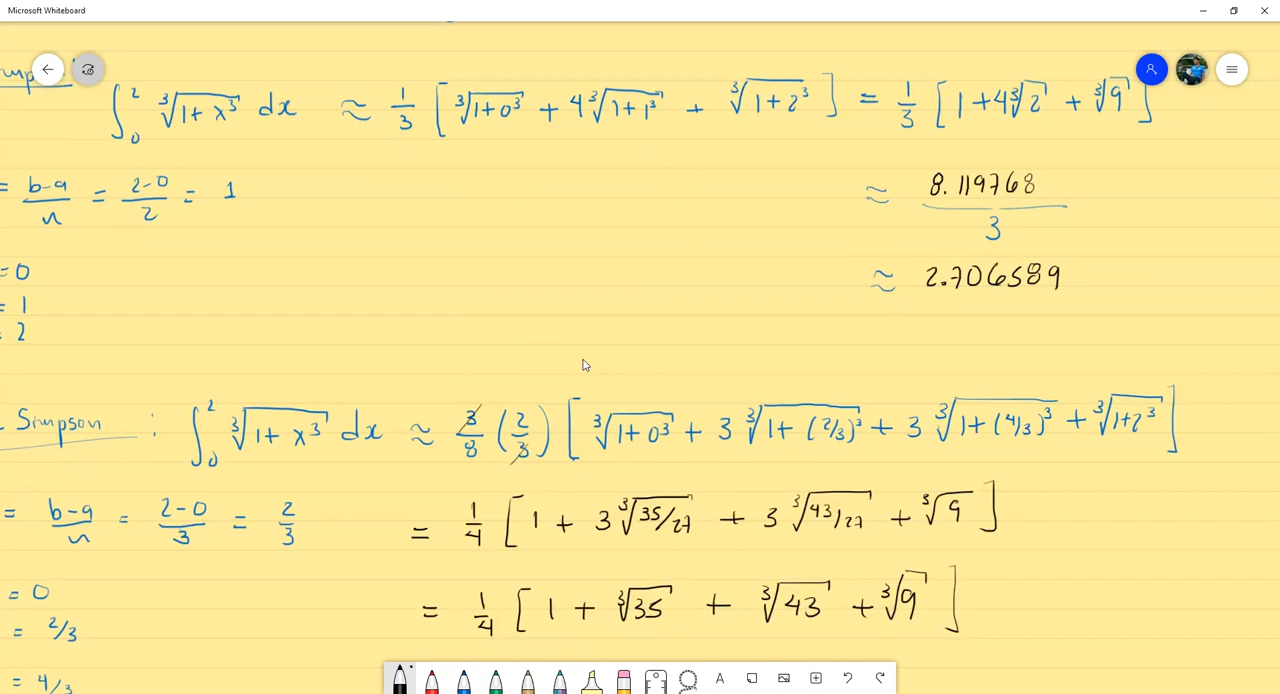 Microsoft Whiteboard
∫₀² ∛(1+x³) dx ≈ 1/3 [∛(1+0³) + 4∛(1+1³) + ∛(1+2³)] = 1/3 [1 + 4∛2 + ∛9]
= b-a/n = 2-0/2 = 1
≈ 8.119768/3
= 0
≈ 2.706589
= 1
= 2
Simpson : ∫₀² ∛(1+x³) dx ≈ 3/8 (2/3) [∛(1+0³) + 3∛(1+(2/3)³) + 3∛(1+(4/3)³) + ∛(1+2³)]
= b-a/n = 2-0/3 = 2/3
= 1/4 [1 + 3∛(35/27) + 3∛(43/27) + ∛9]
= 0
= 1/4 [1 + ∛35 + ∛43 + ∛9]
= 2/3
= 4/3
A